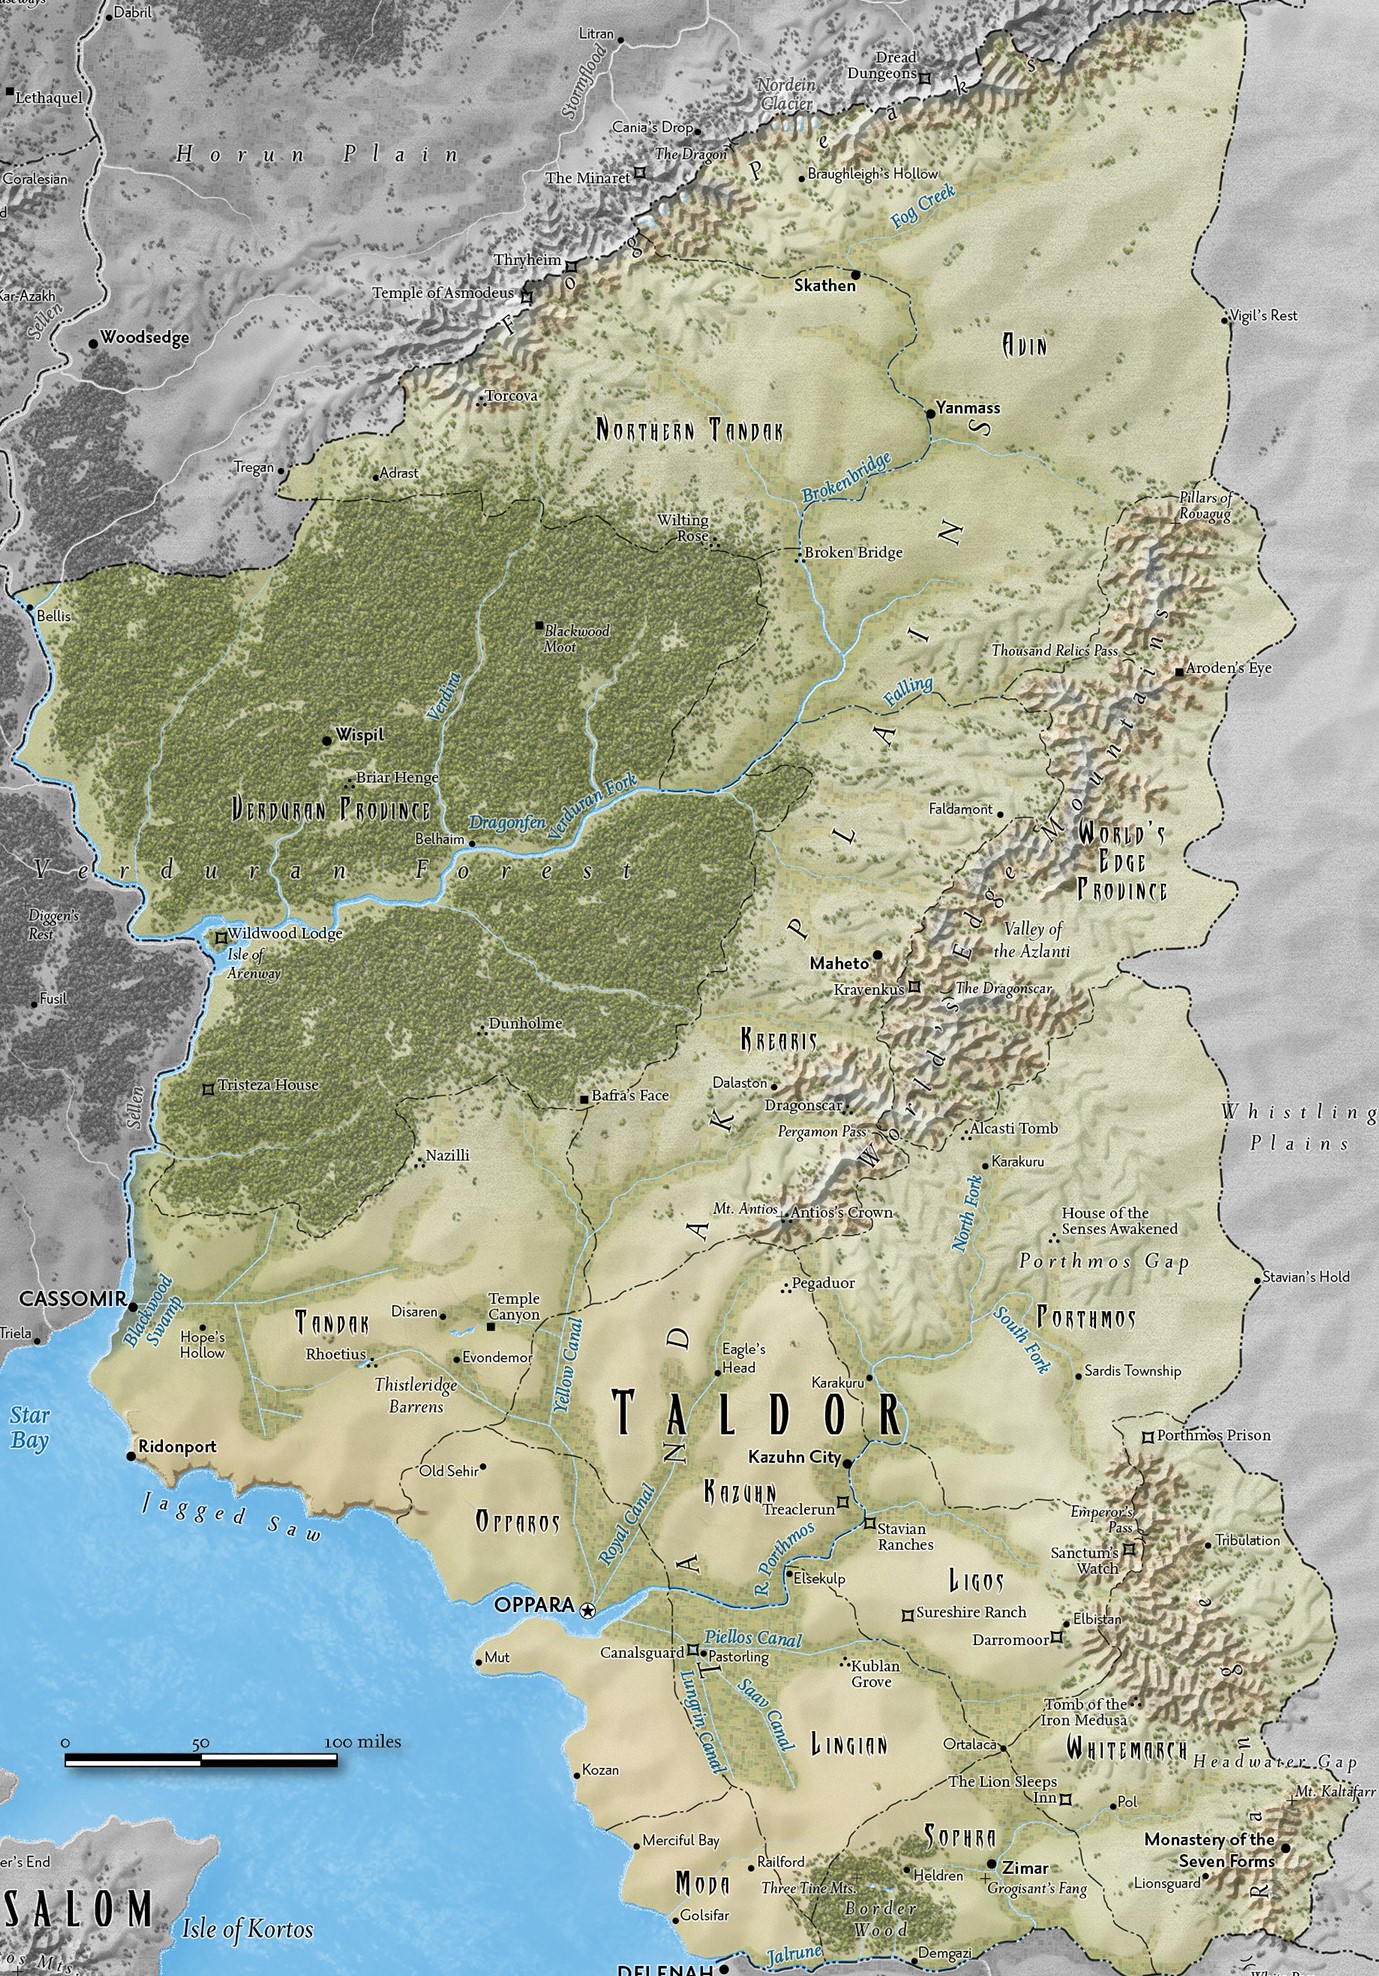 Dabril
Litran
Stormflood
Dread
Dungeons
Nordein
Glacier
Lethaquel
Cania's Drop
The Dragon
Horun Plain
Coralesian
The Minaret
Braughleigh's Hollow
Fog Creek
Fog Peaks
Thryheim
Temple of Asmodeus
Skathen
Kar-Azakh
Sellen
Woodsedge
Vigil's Rest
Avin
Torcova
Yanmass
Northern Tandak
Tregan
Adrast
Brokenbridge
Pillars of
Rovagug
Wilting
Rose
Broken Bridge
Bellis
Blackwood
Moot
Thousand Relics Pass
Aroden's Eye
Verdira
Falling
Wispil
Briar Henge
Verduran Province
Verduran Fork
Dragonfen
Belhaim
Faldamont
World's
Edge
Province
Verduran Forest
Diggen's
Rest
Wildwood Lodge
Isle of
Arenway
Valley of
the Azlanti
Maheto
Kravenkus
The Dragonscar
World's Edge Mountains
Fusil
Dunholme
Krearis
Tristeza House
Sellen
Bafra's Face
Dalaston
Dragonscar
Pergamon Pass
Alcasti Tomb
Whistling
Plains
Nazilli
Karakuru
North Fork
Mt. Antios
Antios's Crown
House of the
Senses Awakened
Porthmos Gap
TANDAK PLAINS
Pegaduor
Stavian's Hold
CASSOMIR
Blackwood
Swamp
Triela
Hope's
Hollow
Tandak
Disaren
Temple
Canyon
Rhoetius
Evondemor
Thistleridge
Barrens
Yellow Canal
Eagle's
Head
South Fork
Porthmos
Karakuru
Sardis Township
TALDOR
Star
Bay
Ridonport
Jagged Saw
Old Sehir
Kazuhn City
Porthmos Prison
Kazuhn
Treaclerun
Opparos
Royal Canal
Stavian
Ranches
Emperor's
Pass
Sanctum's
Watch
Tribulation
R. Porthmos
Elsekulp
Ligos
OPPARA
Sureshire Ranch
Elbistan
Darromoor
Canalsguard
Piellos Canal
Pastorling
Mut
Kublan
Grove
Lungrin Canal
Saav Canal
Tomb of the
Iron Medusa
Lingian
Ortalaca
Whitemarch
Headwater Gap
0 50 100 miles
Kozan
The Lion Sleeps
Inn
Pol
Mt. Kaltafarr
Merciful Bay
Sophra
Monastery of the
Seven Forms
er's End
Railford
Zimar
Moda
Three Tine Mts.
Heldren
Grogisant's Fang
Lionsguard
SALOM
Isle of Kortos
Golsifar
Border
Wood
Jalrune
Demgazi
os Mts.
DELENAH